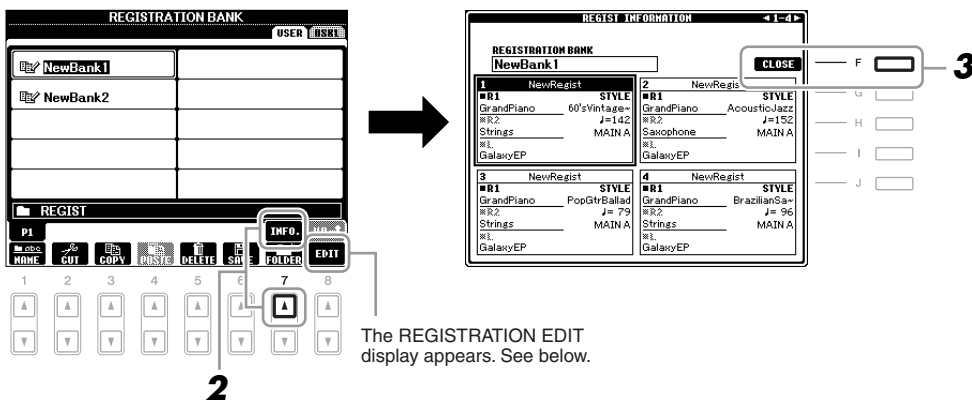 REGISTRATION BANK
USER USB1
NewBank1
NewBank2
REGIST
P1
INFO.
abc
NAME CUT COPY PASTE DELETE SAVE FOLDER EDIT
1 2 3 4 5 6 7 8
2
The REGISTRATION EDIT
display appears. See below.
REGIST INFORMATION 1-4
REGISTRATION BANK
NewBank1
CLOSE
1 NewRegist
R1 STYLE
GrandPiano 60'sVintage~
R2 ♩=142
Strings MAIN A
L
GalaxyEP
2 NewRegist
R1 STYLE
GrandPiano AcousticJazz
R2 ♩=152
Saxophone MAIN A
L
GalaxyEP
3 NewRegist
R1 STYLE
GrandPiano PopGtrBallad
R2 ♩= 79
Strings MAIN A
L
GalaxyEP
4 NewRegist
R1 STYLE
GrandPiano BrazilianSa~
R2 ♩= 96
Strings MAIN A
L
GalaxyEP
F
G
H
I
J
3